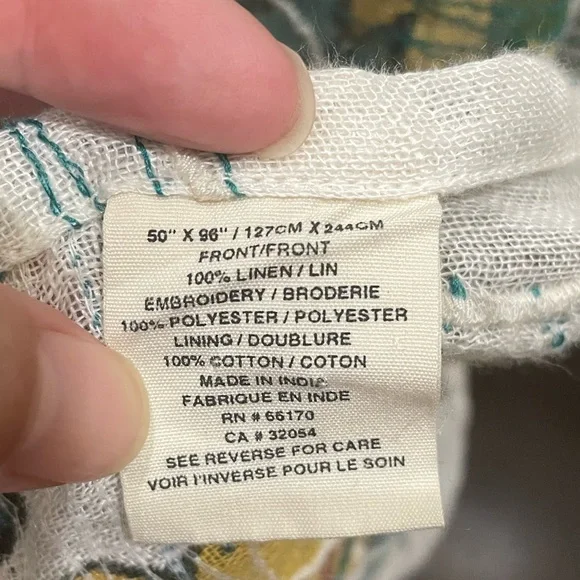 50" X 96" / 127CM X 244CM
FRONT/FRONT
100% LINEN / LIN
EMBROIDERY / BRODERIE
100% POLYESTER / POLYESTER
LINING / DOUBLURE
100% COTTON / COTON
MADE IN INDIA
FABRIQUE EN INDE
RN # 66170
CA # 32054
SEE REVERSE FOR CARE
VOIR l'INVERSE POUR LE SOIN